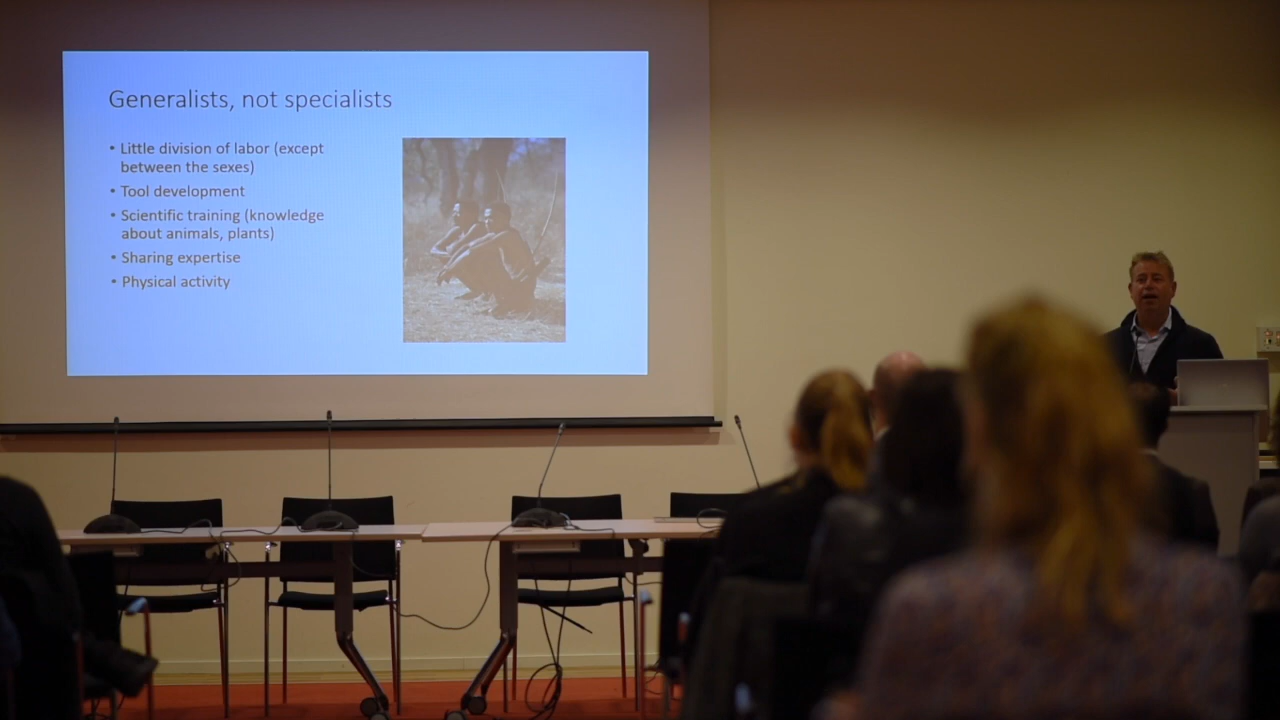 Generalists, not specialists
• Little division of labor (except
between the sexes)
• Tool development
• Scientific training (knowledge
about animals, plants)
• Sharing expertise
• Physical activity